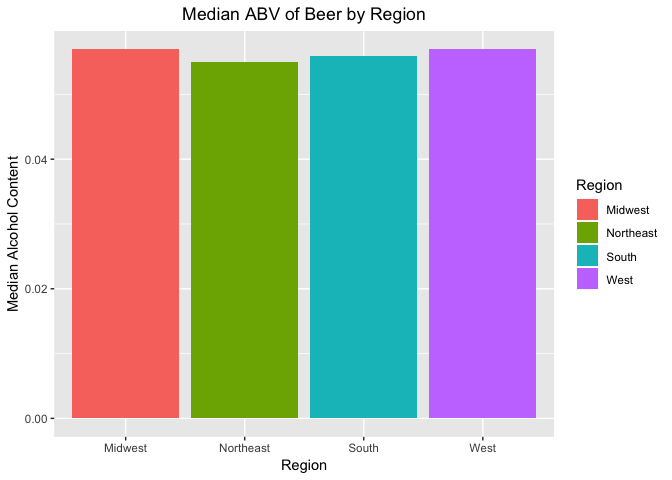 Median ABV of Beer by Region
Median Alcohol Content
0.04
0.02
0.00
Midwest
Northeast
South
West
Region
Region
Midwest
Northeast
South
West